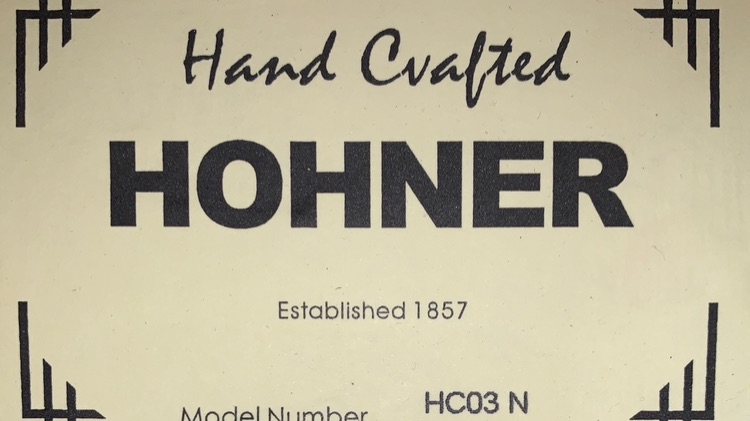 Hand Crafted
HOHNER
Established 1857
Model Number HC03 N